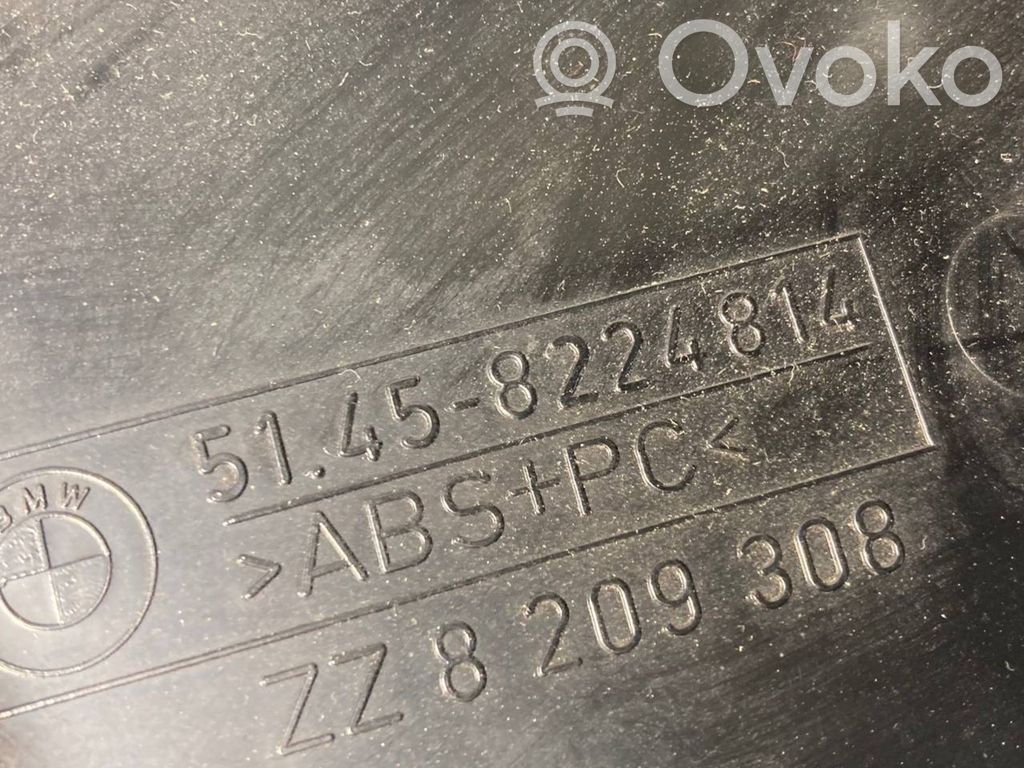 Ovoko
51.45-8224814
>ABS+PC<
BMW
ZZ 8 209 308